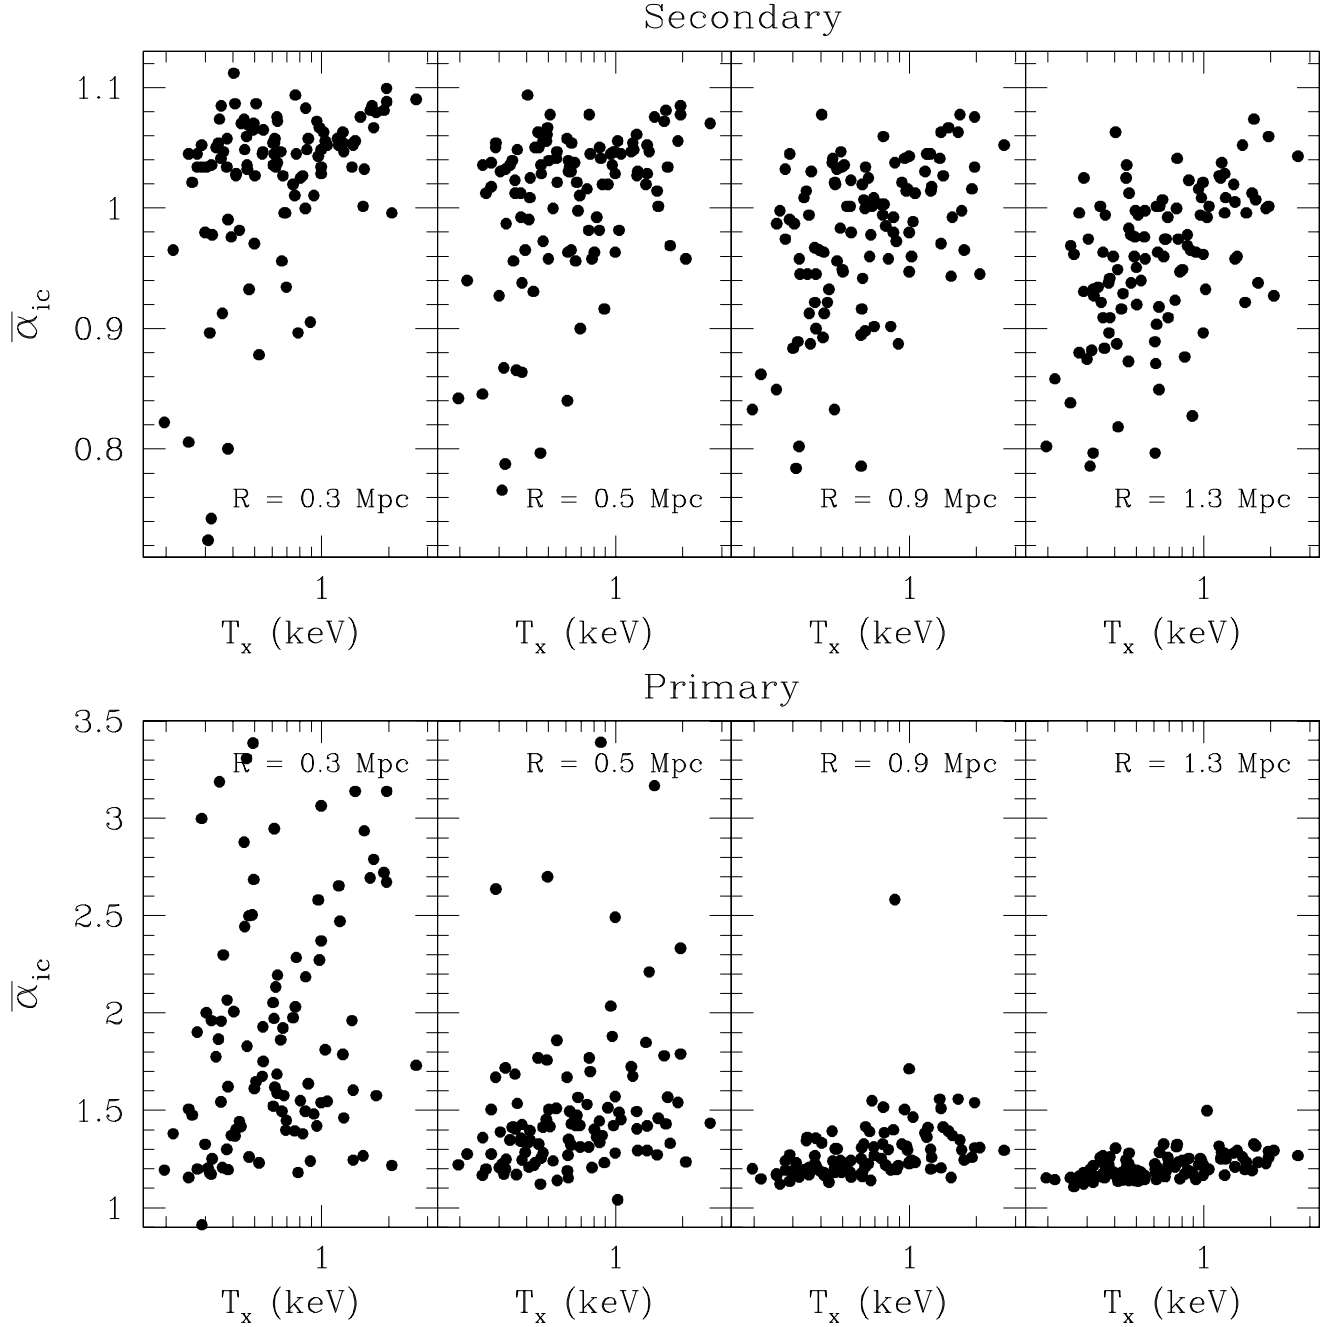 Secondary
1.1
1
0.9
0.8
α̅ic
R = 0.3 Mpc
R = 0.5 Mpc
R = 0.9 Mpc
R = 1.3 Mpc
1 1 1 1
Tx (keV) Tx (keV) Tx (keV) Tx (keV)
Primary
3.5
3
2.5
2
1.5
1
α̅ic
R = 0.3 Mpc
R = 0.5 Mpc
R = 0.9 Mpc
R = 1.3 Mpc
1 1 1 1
Tx (keV) Tx (keV) Tx (keV) Tx (keV)